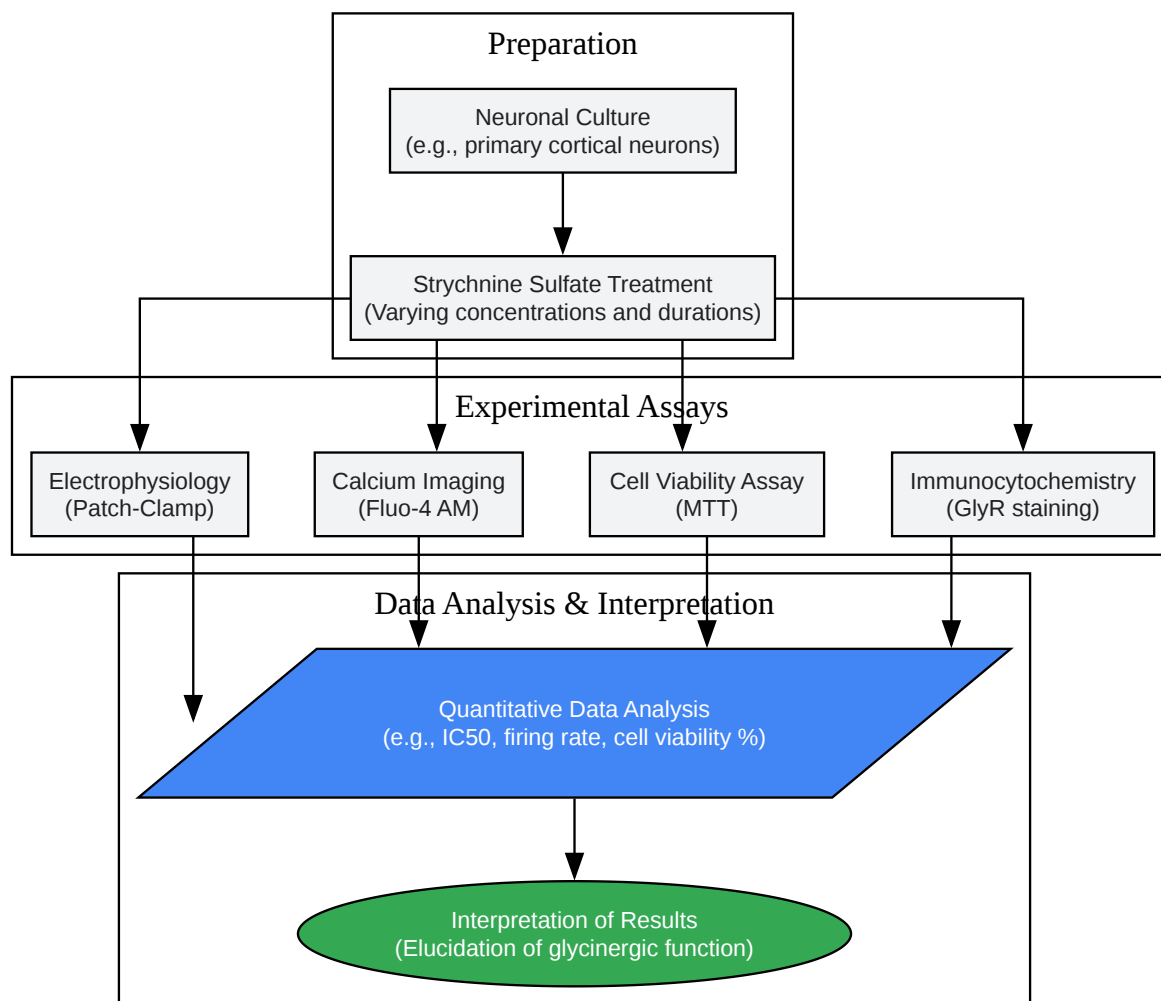 Preparation
Neuronal Culture
(e.g., primary cortical neurons)
Strychnine Sulfate Treatment
(Varying concentrations and durations)
Experimental Assays
Electrophysiology
(Patch-Clamp)
Calcium Imaging
(Fluo-4 AM)
Cell Viability Assay
(MTT)
Immunocytochemistry
(GlyR staining)
Data Analysis & Interpretation
Quantitative Data Analysis
(e.g., IC50, firing rate, cell viability %)
Interpretation of Results
(Elucidation of glycinergic function)